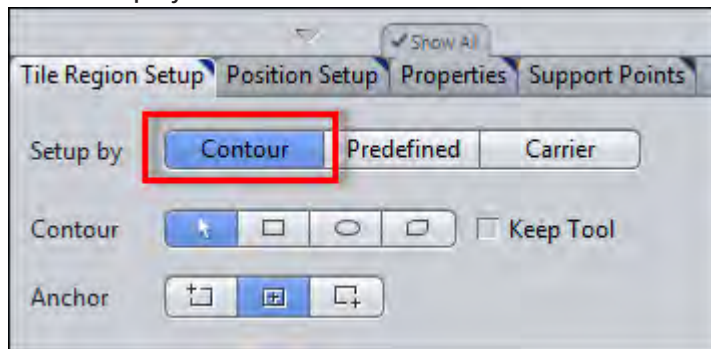 Show All
Tile Region Setup Position Setup Properties Support Points
Setup by Contour Predefined Carrier
Contour Keep Tool
Anchor